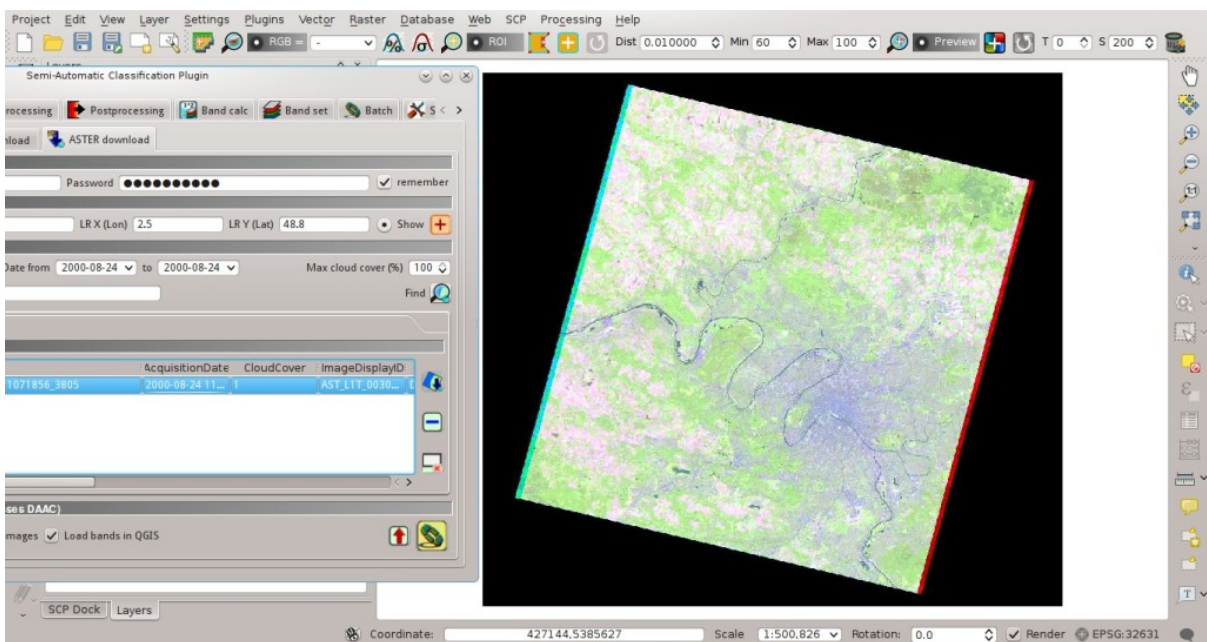 Project Edit View Layer Settings Plugins Vector Raster Database Web SCP Processing Help
RGB = - ROI Dist 0.010000 Min 60 Max 100 Preview T 0 S 200
Semi-Automatic Classification Plugin
rocessing Postprocessing Band calc Band set Batch S < >
nload ASTER download
Password ●●●●●●●●●● remember
LR X (Lon) 2.5 LR Y (Lat) 48.8 Show
Date from 2000-08-24 to 2000-08-24 Max cloud cover (%) 100
Find
AcquisitionDate CloudCover ImageDisplayID
1071856_3805 2000-08-24 11... 1 AST_L1T_0030... D
ses DAAC)
mages Load bands in QGIS
SCP Dock Layers
Coordinate: 427144,5385627 Scale 1:500,826 Rotation: 0.0 Render EPSG:32631